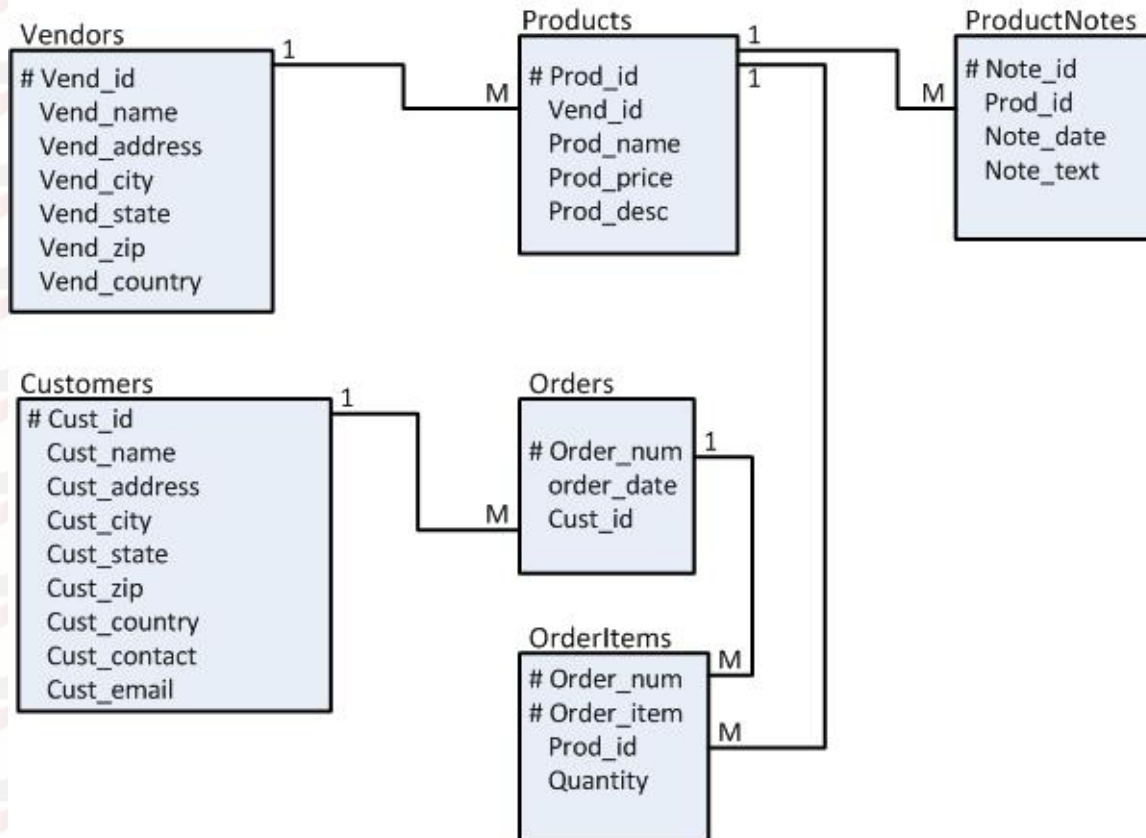 Vendors
# Vend_id
Vend_name
Vend_address
Vend_city
Vend_state
Vend_zip
Vend_country
1
M
Products
# Prod_id
Vend_id
Prod_name
Prod_price
Prod_desc
1
1
M
ProductNotes
# Note_id
Prod_id
Note_date
Note_text
Customers
# Cust_id
Cust_name
Cust_address
Cust_city
Cust_state
Cust_zip
Cust_country
Cust_contact
Cust_email
1
M
Orders
# Order_num
order_date
Cust_id
1
OrderItems
# Order_num
# Order_item
Prod_id
Quantity
M
M